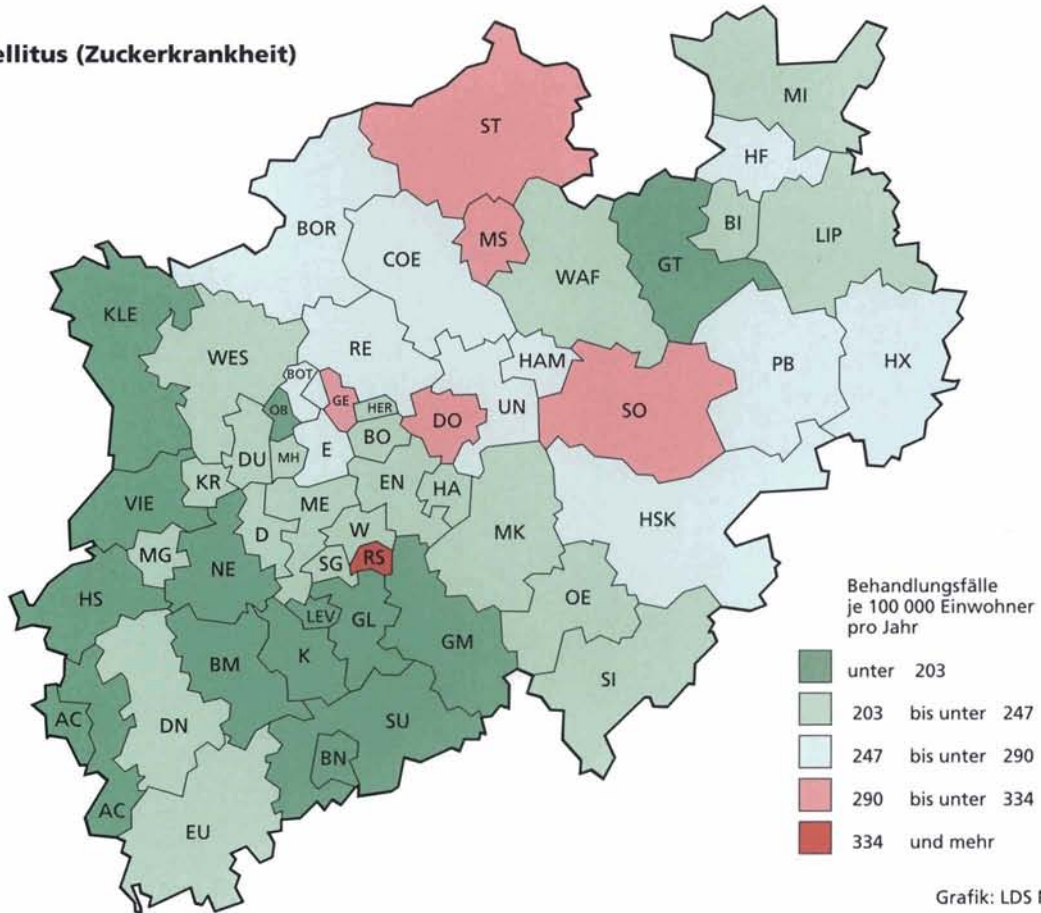 ellitus (Zuckerkrankheit)
MI
ST
HF
BI
LIP
MS
BOR
COE
WAF
GT
KLE
WES
RE
HAM
PB
HX
BOT
GE
HER
OB
DO
UN
SO
BO
E
MH
DU
KR
EN
HA
ME
VIE
D
W
MK
HSK
MG
NE
SG
RS
OE
HS
LEV
GL
GM
K
BM
SI
AC
DN
SU
BN
AC
EU
Behandlungsfälle
je 100 000 Einwohner
pro Jahr
unter 203
203 bis unter 247
247 bis unter 290
290 bis unter 334
334 und mehr
Grafik: LDS